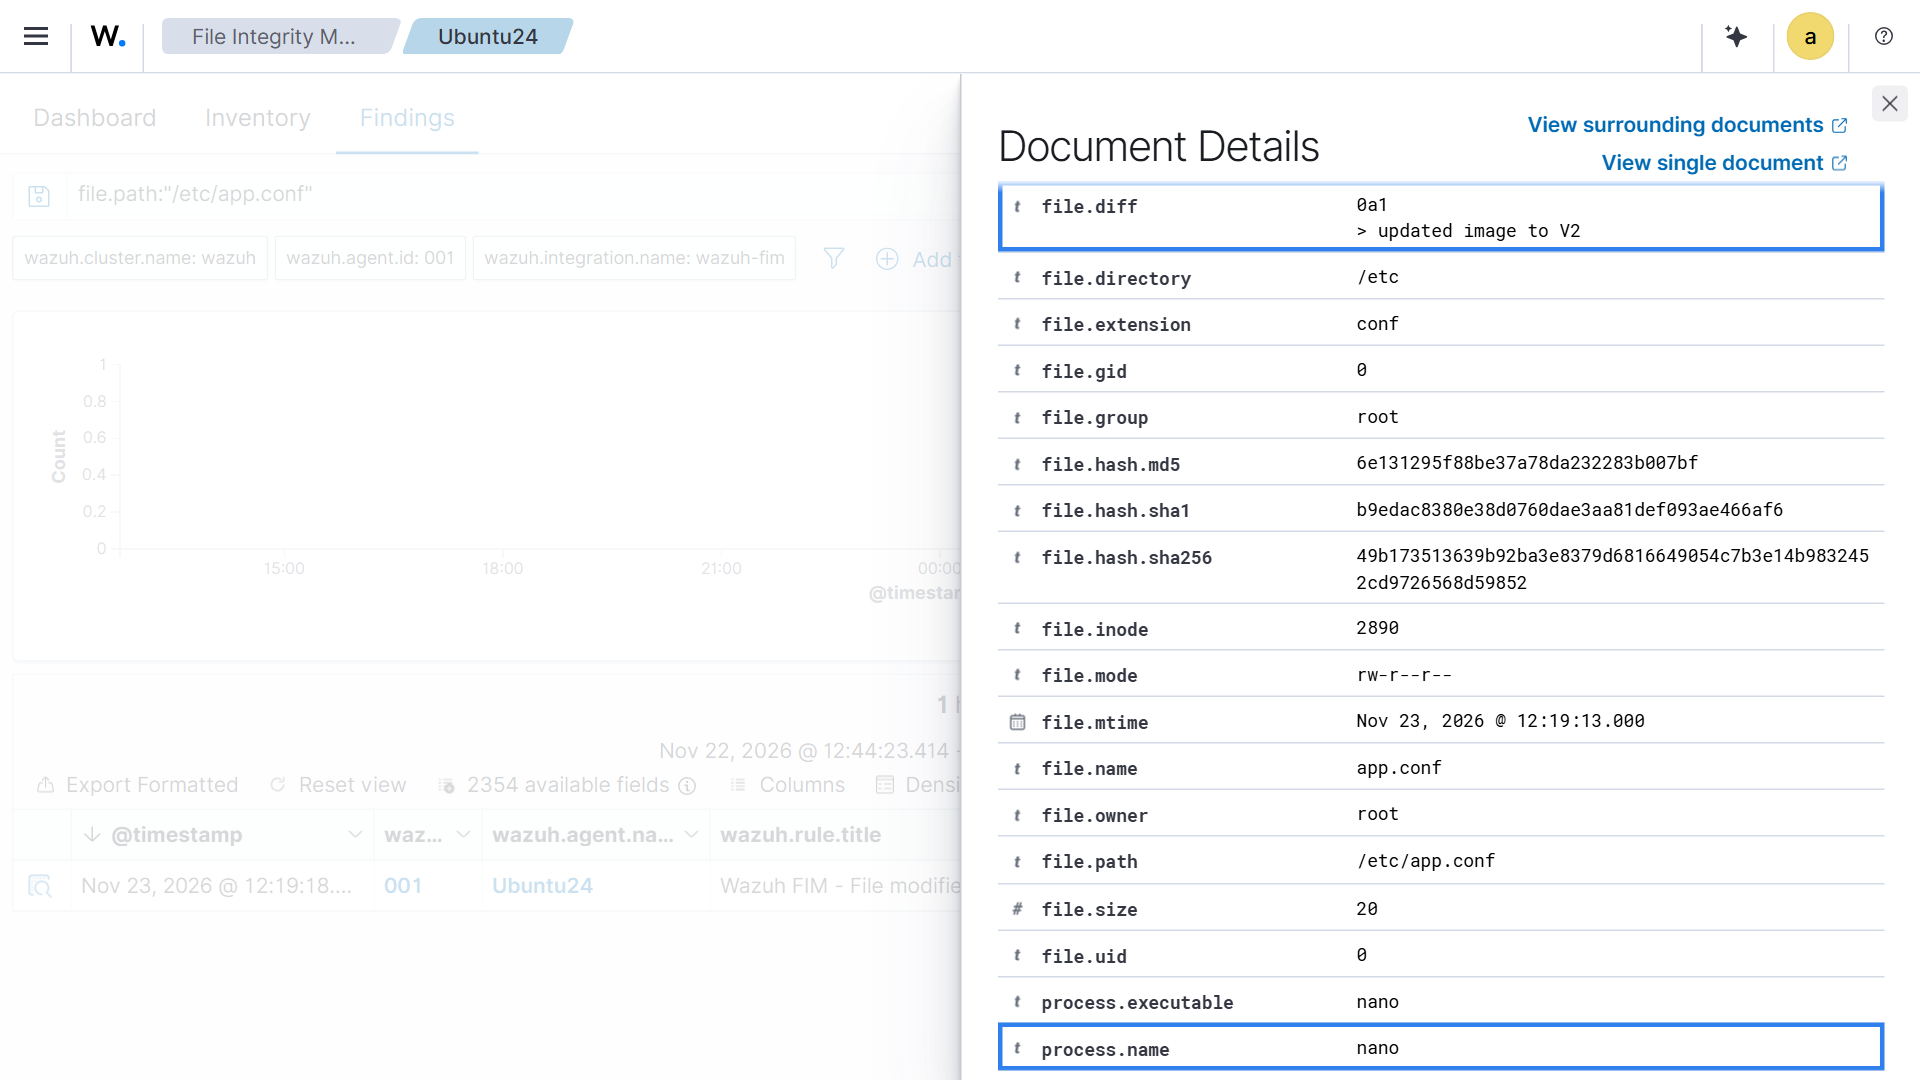 W.
File Integrity M...
Ubuntu24
a
Dashboard
Inventory
Findings
file.path:"/etc/app.conf"
wazuh.cluster.name: wazuh
wazuh.agent.id: 001
wazuh.integration.name: wazuh-fim
Add
Count
1
0.8
0.6
0.4
0.2
0
15:00
18:00
21:00
00:00
@timestam
1 h
Nov 22, 2026 @ 12:44:23.414 -
Export Formatted
Reset view
2354 available fields
Columns
Densi
@timestamp
waz...
wazuh.agent.na...
wazuh.rule.title
Nov 23, 2026 @ 12:19:18....
001
Ubuntu24
Wazuh FIM - File modifie
Document Details
View surrounding documents
View single document
t file.diff 0a1
> updated image to V2
t file.directory /etc
t file.extension conf
t file.gid 0
t file.group root
t file.hash.md5 6e131295f88be37a78da232283b007bf
t file.hash.sha1 b9edac8380e38d0760dae3aa81def093ae466af6
t file.hash.sha256 49b173513639b92ba3e8379d6816649054c7b3e14b983245
2cd9726568d59852
t file.inode 2890
t file.mode rw-r--r--
file.mtime Nov 23, 2026 @ 12:19:13.000
t file.name app.conf
t file.owner root
t file.path /etc/app.conf
# file.size 20
t file.uid 0
t process.executable nano
t process.name nano